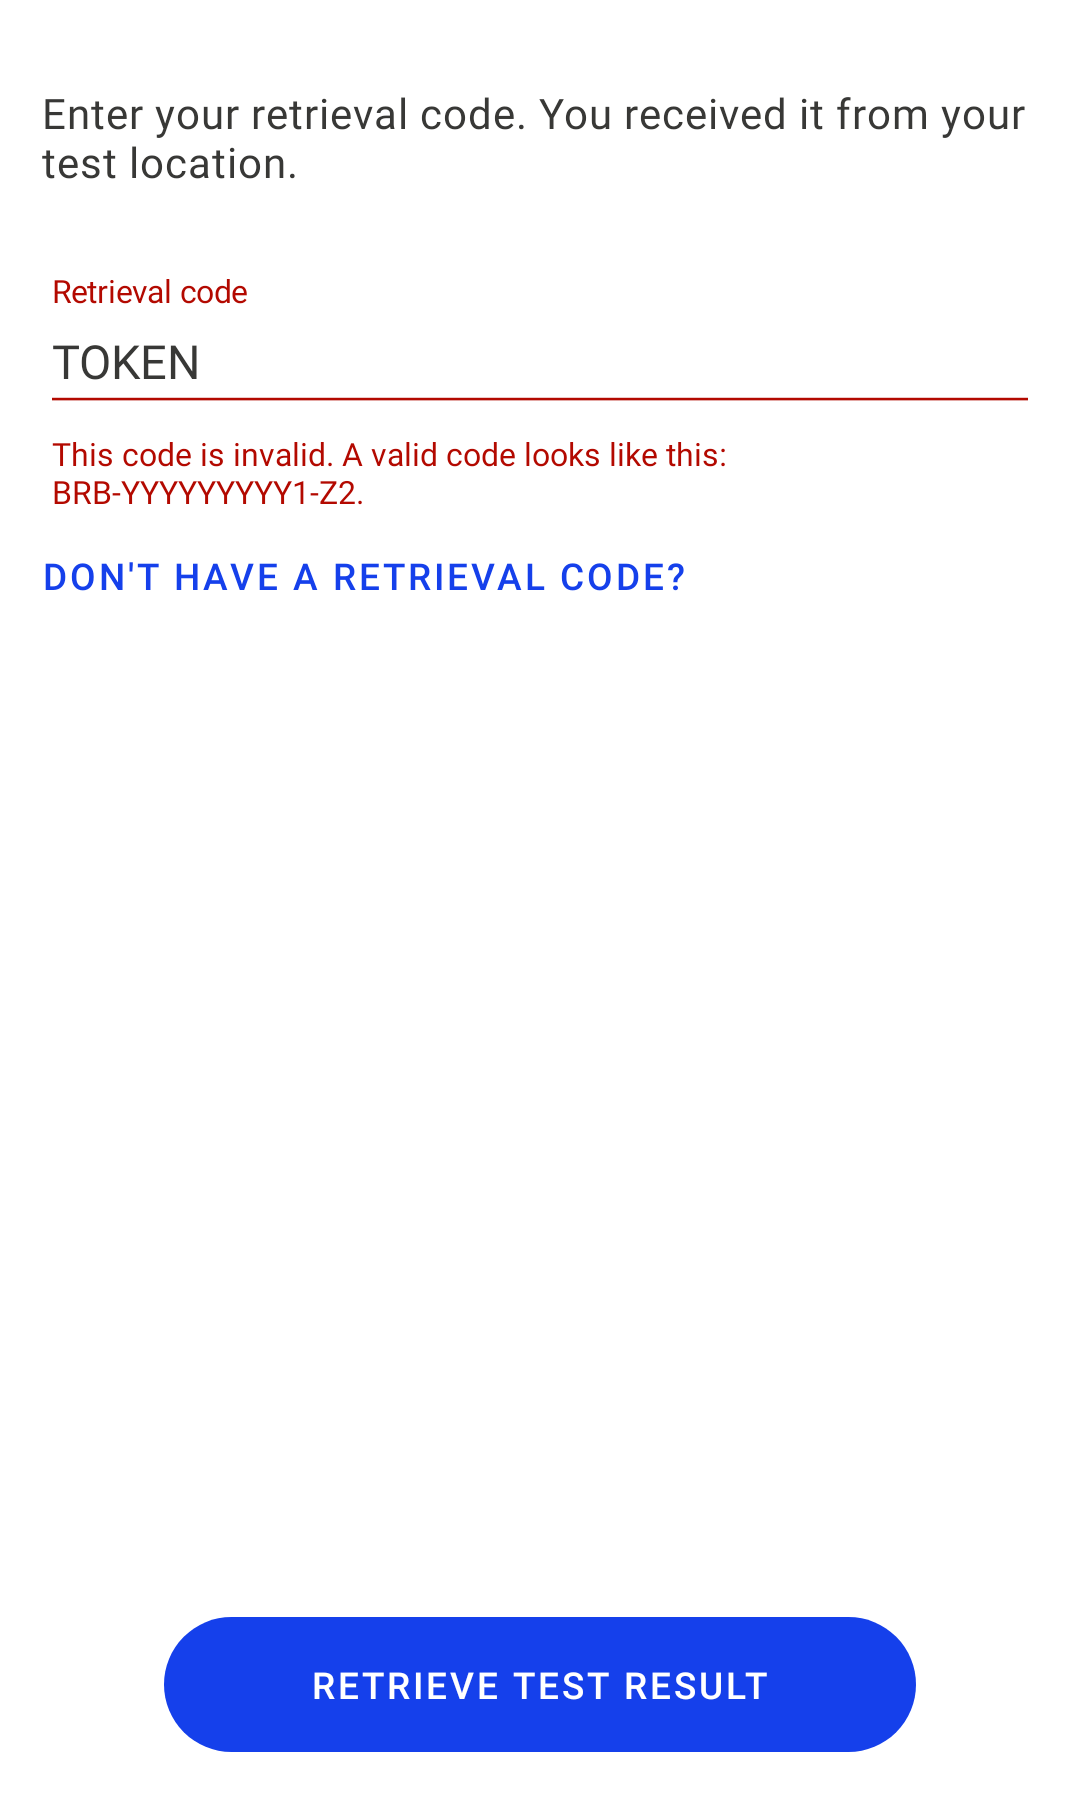 Enter your retrieval code. You received it from your
test location.
Retrieval code
TOKEN
This code is invalid. A valid code looks like this:
BRB-YYYYYYYYY1-Z2.
DON'T HAVE A RETRIEVAL CODE?
RETRIEVE TEST RESULT